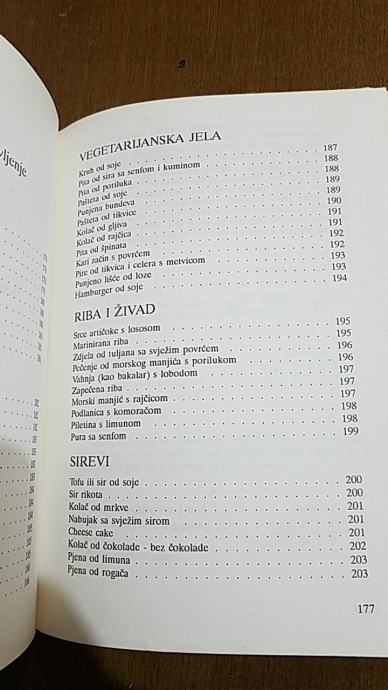 vljenje
VEGETARIJANSKA JELA
Kruh od soje . . . . . . . . . . 187
Pita od sira sa senfom i kuminom . . . . . . . . . . 188
Pita od poriluka . . . . . . . . . . 188
Pašteta od soje . . . . . . . . . . 189
Punjena bundeva . . . . . . . . . . 189
Pašteta od tikvice . . . . . . . . . . 190
Kolač od gljiva . . . . . . . . . . 191
Kolač od rajčica . . . . . . . . . . 191
Pita od špinata . . . . . . . . . . 192
Kari začin s povrćem . . . . . . . . . . 192
Pire od tikvica i celera s metvicom . . . . . . . . . . 193
Punjeno lišće od loze . . . . . . . . . . 193
Hamburger od soje . . . . . . . . . . 194
RIBA I ŽIVAD
Srce artičoke s lososom . . . . . . . . . . 195
Marinirana riba . . . . . . . . . . 195
Zdjela od tuljana sa svježim povrćem . . . . . . . . . . 196
Pečenje od morskog manjića s porilukom . . . . . . . . . . 196
Vahnja (kao bakalar) s lobodom . . . . . . . . . . 197
Zapečena riba . . . . . . . . . . 197
Morski manjić s rajčicom . . . . . . . . . . 197
Podlanica s komoračom . . . . . . . . . . 198
Piletina s limunom . . . . . . . . . . 198
Pura sa senfom . . . . . . . . . . 199
SIREVI
Tofu ili sir od soje . . . . . . . . . . 200
Sir rikota . . . . . . . . . . 200
Kolač od mrkve . . . . . . . . . . 201
Nabujak sa svježim sirom . . . . . . . . . . 201
Cheese cake . . . . . . . . . . 201
Kolač od čokolade - bez čokolade . . . . . . . . . . 202
Pjena od limuna . . . . . . . . . . 203
Pjena od rogača . . . . . . . . . . 203
177